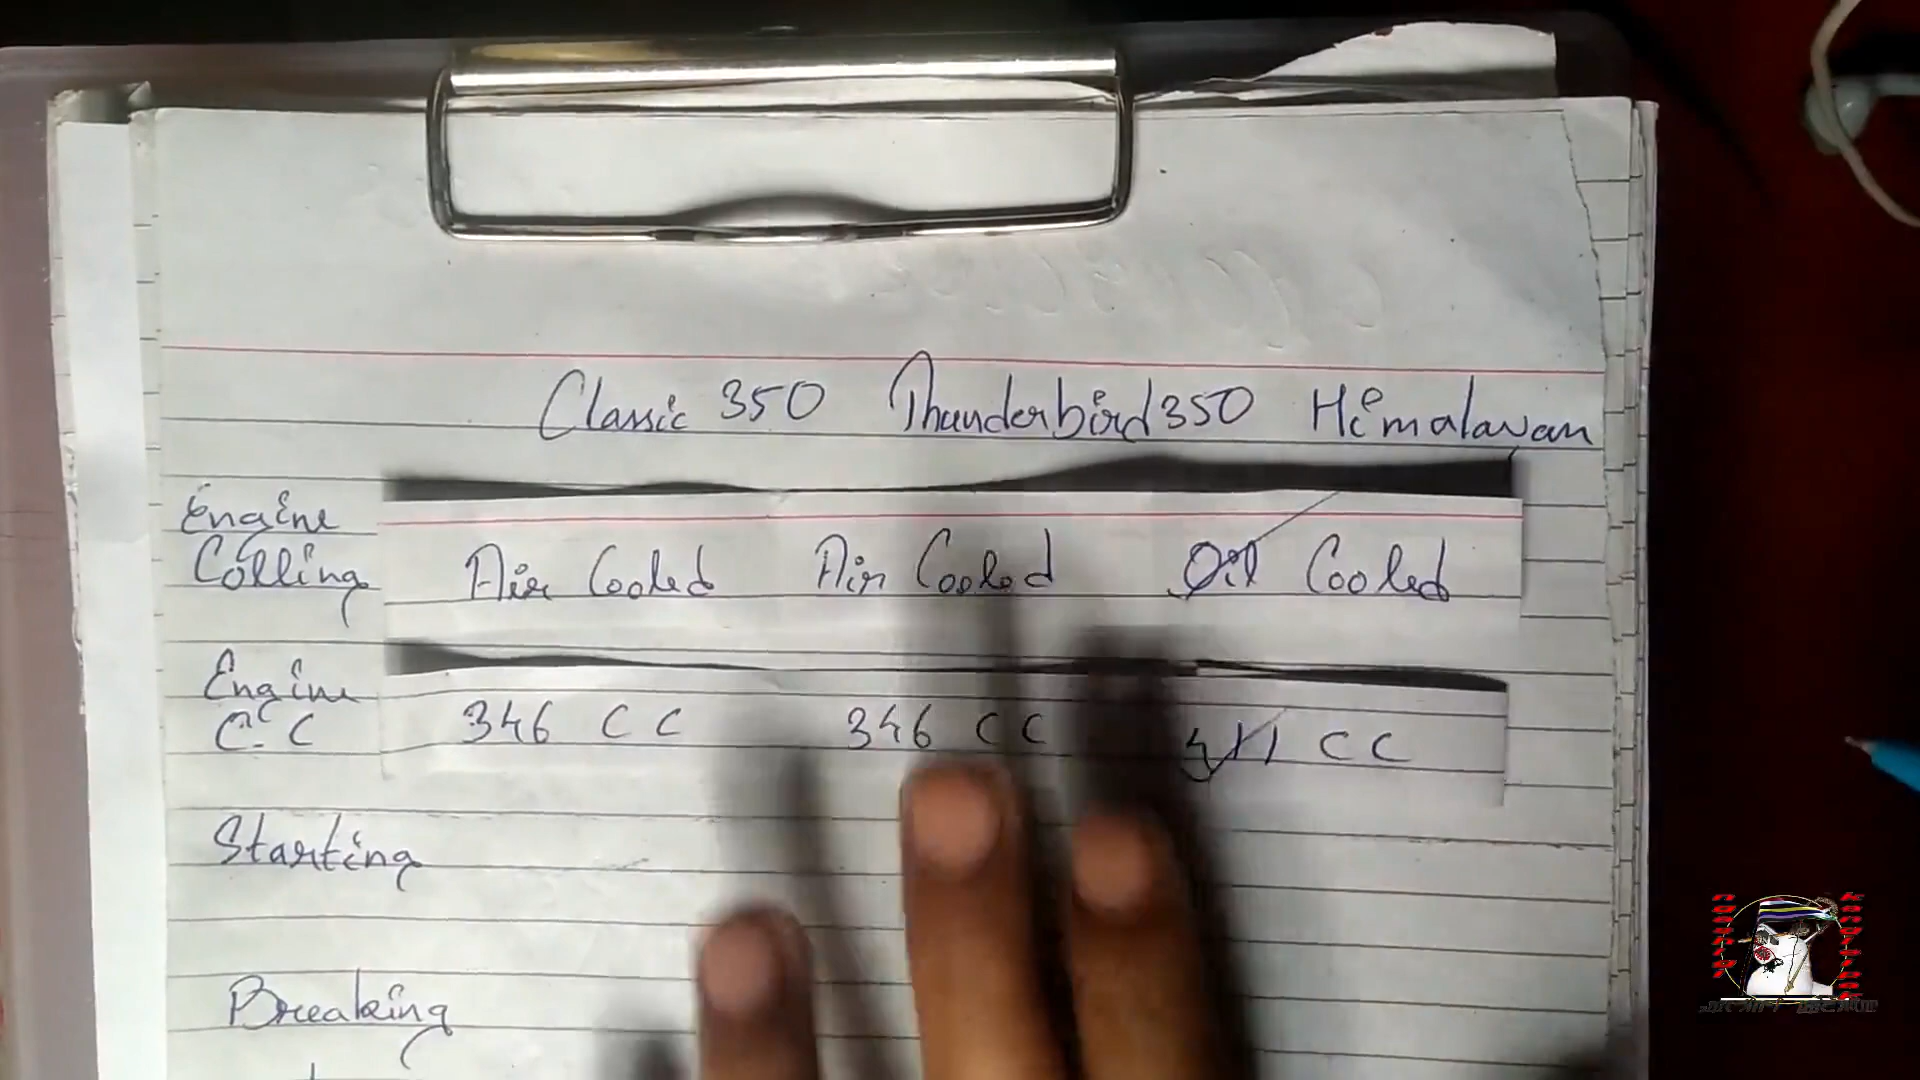 Classic 350 Thunderbird 350 Himalayan
Engine
Colling Air Cooled Air Cooled Oil Cooled
Engine
C.C 346 CC 346 CC 411 CC
Starting
Breaking